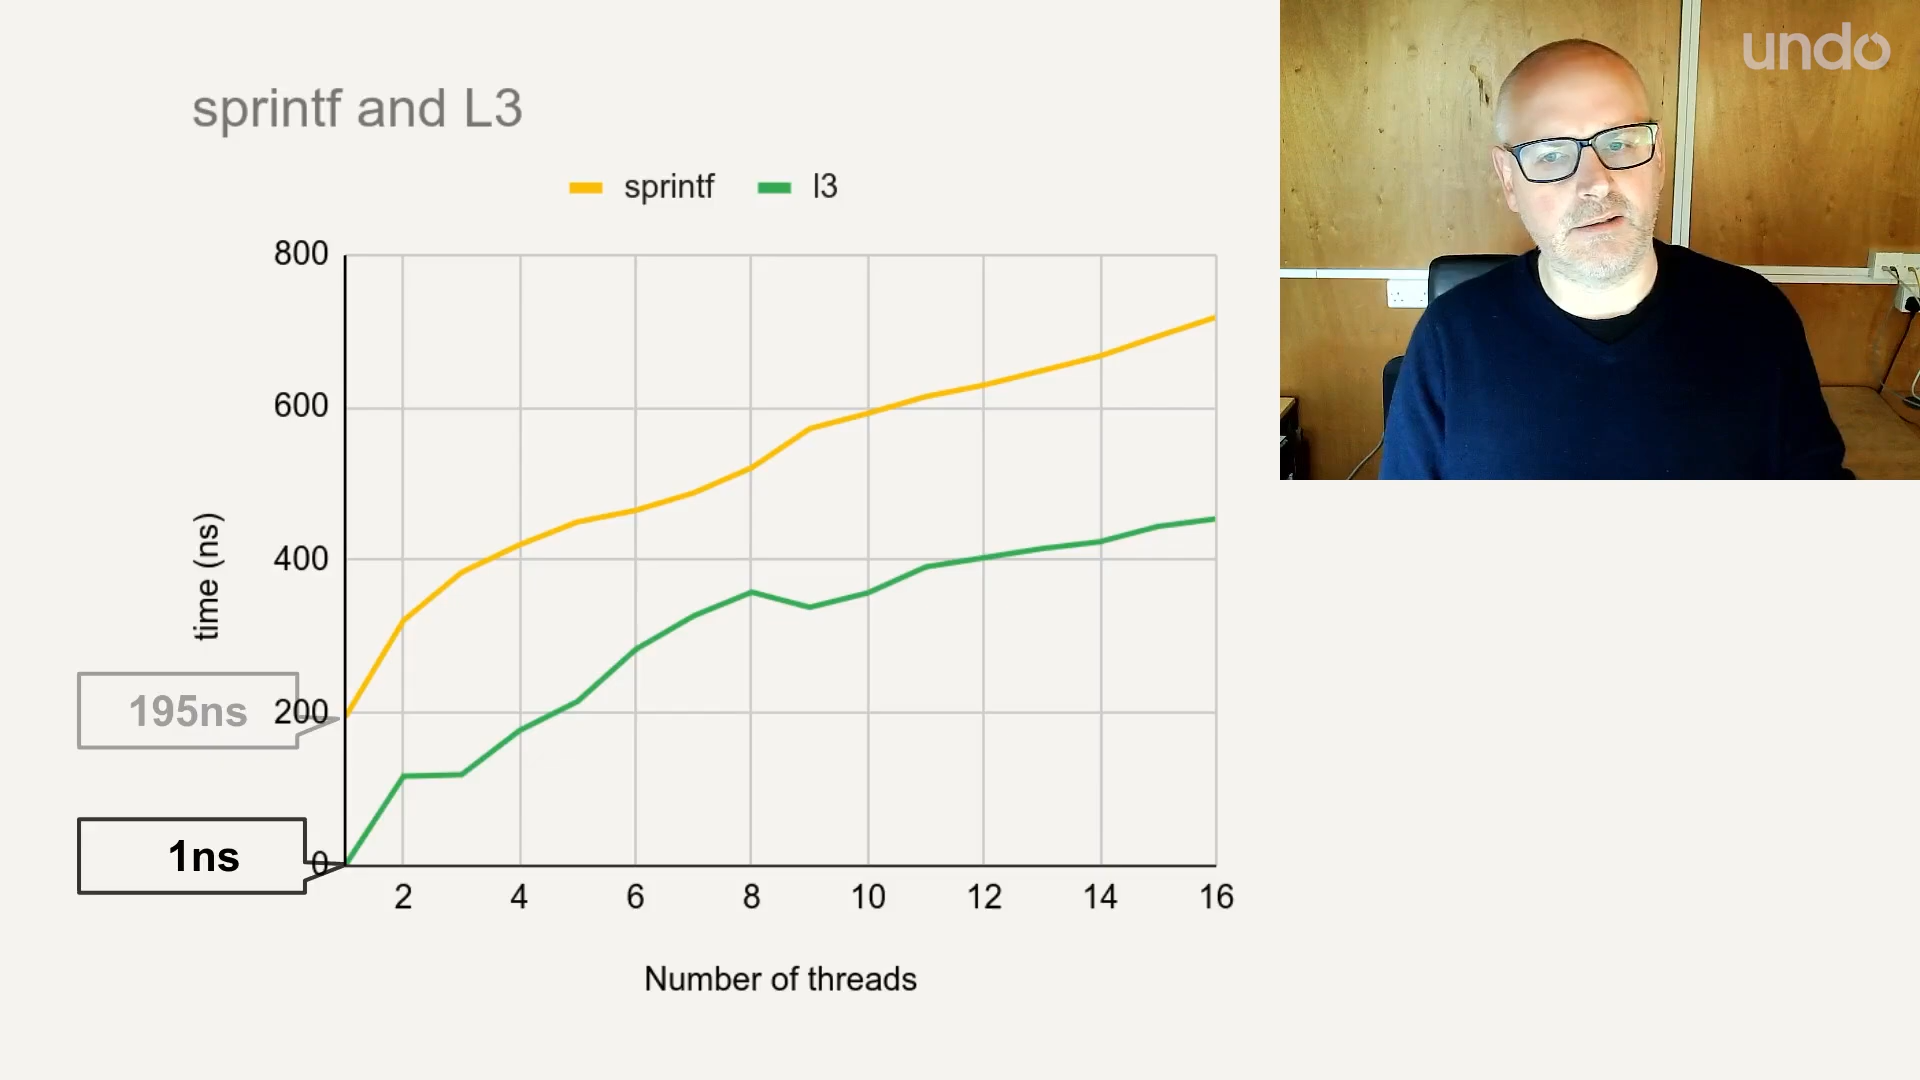 undo
sprintf and L3
sprintf
l3
800
600
400
200
0
time (ns)
195ns
1ns
2 4 6 8 10 12 14 16
Number of threads